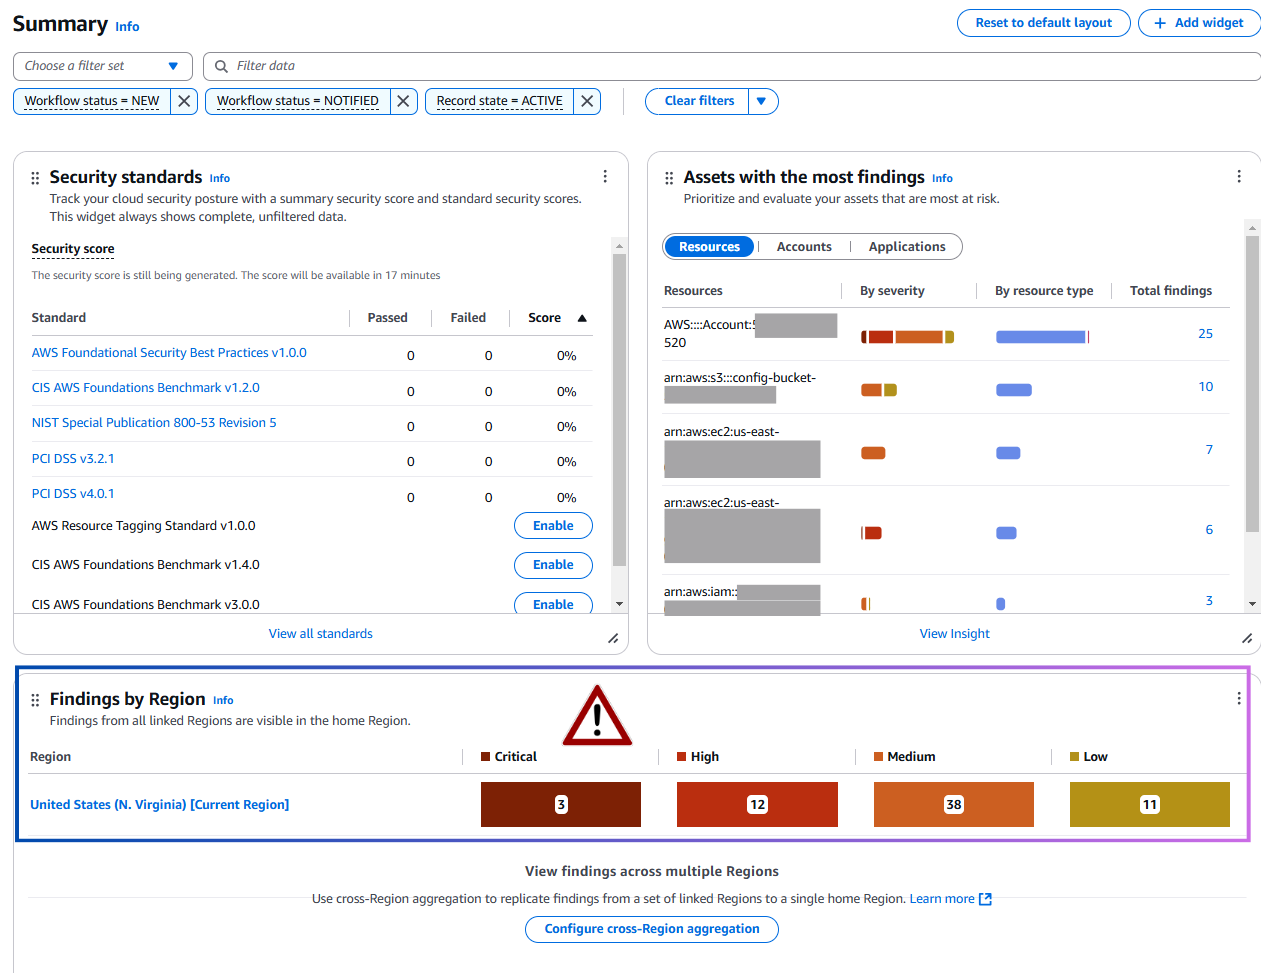 Summary Info
Reset to default layout
Add widget
Choose a filter set
Filter data
Workflow status = NEW
Workflow status = NOTIFIED
Record state = ACTIVE
Clear filters
Security standards Info
Track your cloud security posture with a summary security score and standard security scores.
This widget always shows complete, unfiltered data.
Security score
The security score is still being generated. The score will be available in 17 minutes
Standard Passed Failed Score
AWS Foundational Security Best Practices v1.0.0 0 0 0%
CIS AWS Foundations Benchmark v1.2.0 0 0 0%
NIST Special Publication 800-53 Revision 5 0 0 0%
PCI DSS v3.2.1 0 0 0%
PCI DSS v4.0.1 0 0 0%
AWS Resource Tagging Standard v1.0.0 Enable
CIS AWS Foundations Benchmark v1.4.0 Enable
CIS AWS Foundations Benchmark v3.0.0 Enable
View all standards
Assets with the most findings Info
Prioritize and evaluate your assets that are most at risk.
Resources Accounts Applications
Resources By severity By resource type Total findings
AWS::::Account:
520
25
arn:aws:s3:::config-bucket-
10
arn:aws:ec2:us-east-
7
arn:aws:ec2:us-east-
6
arn:aws:iam::
3
View Insight
Findings by Region Info
Findings from all linked Regions are visible in the home Region.
Region Critical High Medium Low
United States (N. Virginia) [Current Region] 3 12 38 11
View findings across multiple Regions
Use cross-Region aggregation to replicate findings from a set of linked Regions to a single home Region. Learn more
Configure cross-Region aggregation